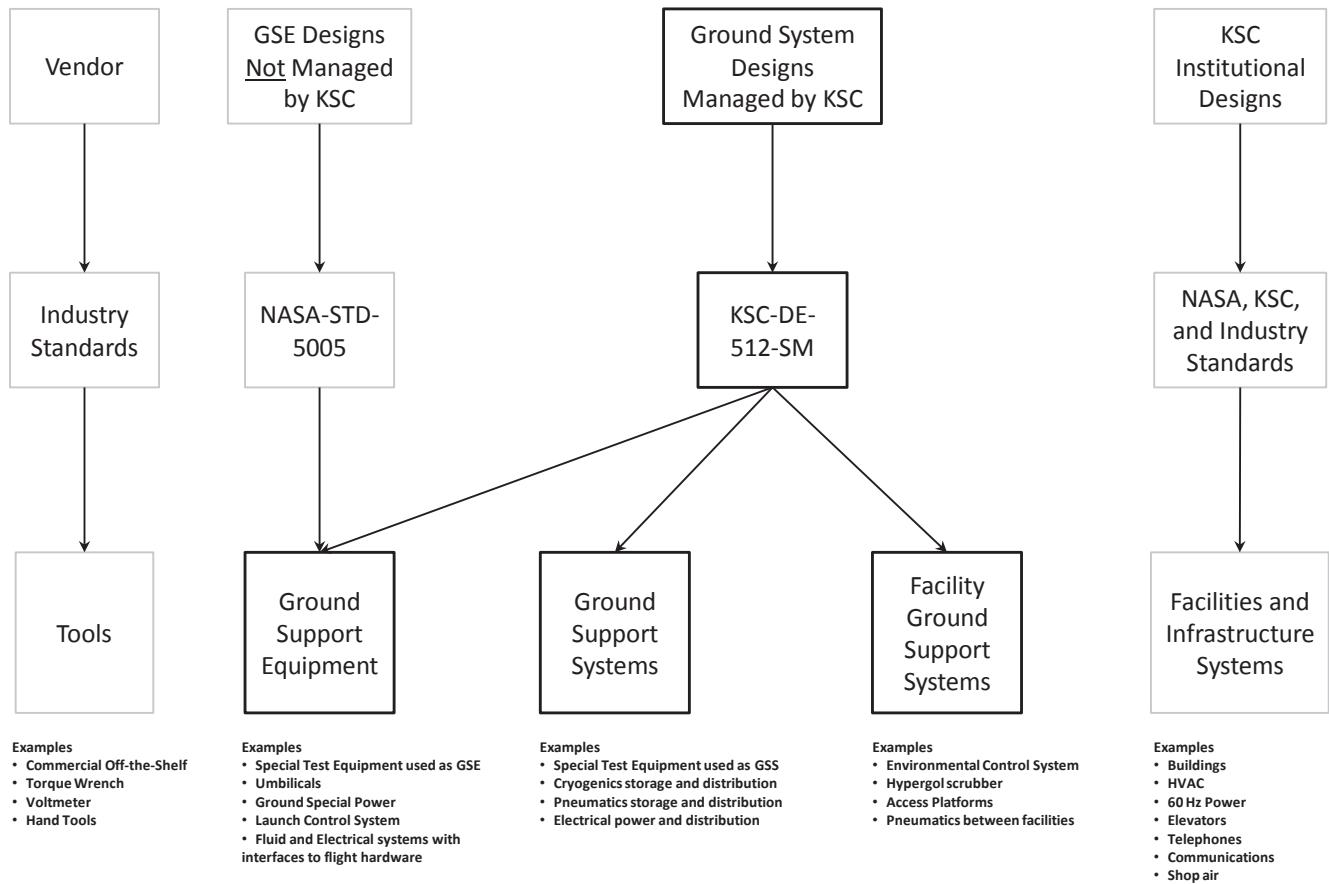 Vendor
GSE Designs
Not Managed
by KSC
Ground System
Designs
Managed by KSC
KSC
Institutional
Designs
Industry
Standards
NASA-STD-
5005
KSC-DE-
512-SM
NASA, KSC,
and Industry
Standards
Tools
Ground
Support
Equipment
Ground
Support
Systems
Facility
Ground
Support
Systems
Facilities and
Infrastructure
Systems
Examples
• Commercial Off-the-Shelf
• Torque Wrench
• Voltmeter
• Hand Tools
Examples
• Special Test Equipment used as GSE
• Umbilicals
• Ground Special Power
• Launch Control System
• Fluid and Electrical systems with
interfaces to flight hardware
Examples
• Special Test Equipment used as GSS
• Cryogenics storage and distribution
• Pneumatics storage and distribution
• Electrical power and distribution
Examples
• Environmental Control System
• Hypergol scrubber
• Access Platforms
• Pneumatics between facilities
Examples
• Buildings
• HVAC
• 60 Hz Power
• Elevators
• Telephones
• Communications
• Shop air